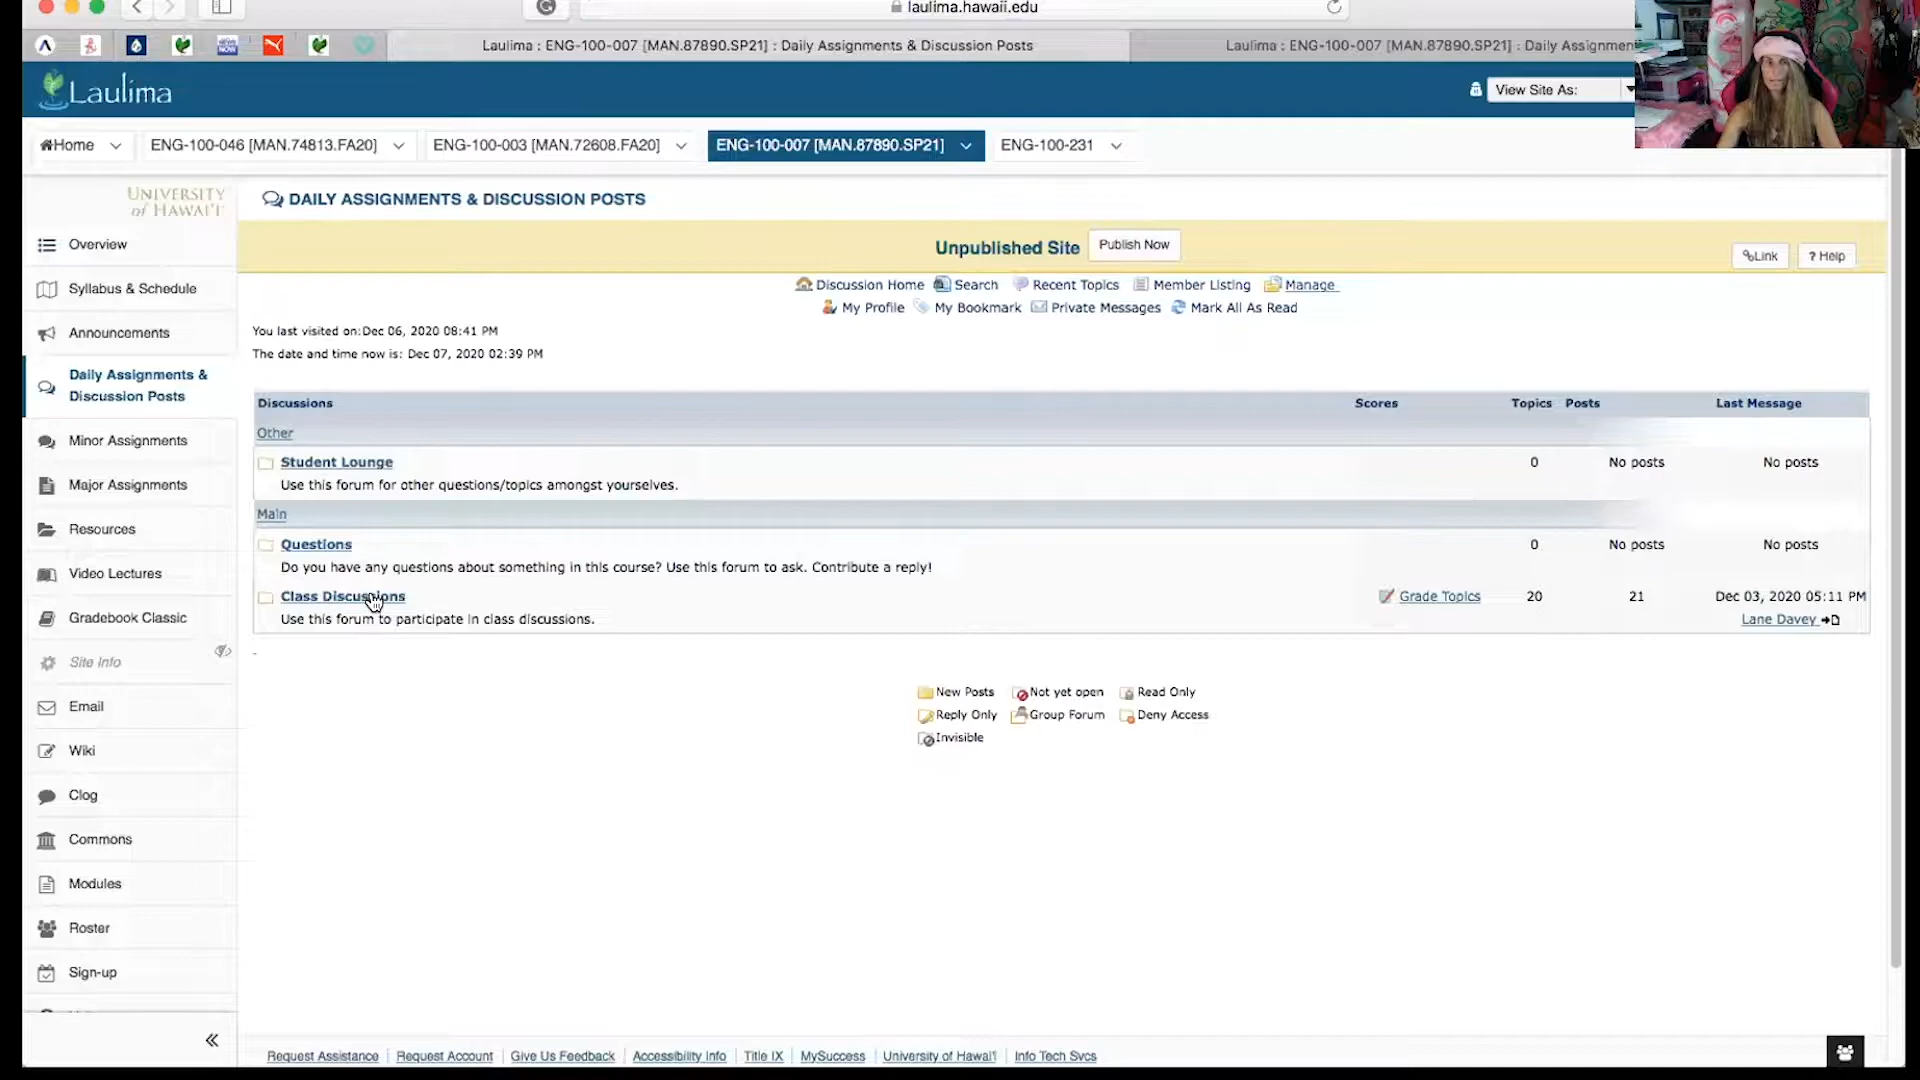 laulima.hawaii.edu
Laulima : ENG-100-007 [MAN.87890.SP21] : Daily Assignments & Discussion Posts
Laulima : ENG-100-007 [MAN.87890.SP21] : Daily Assignmen
Laulima
View Site As:
Home
ENG-100-046 [MAN.74813.FA20]
ENG-100-003 [MAN.72608.FA20]
ENG-100-007 [MAN.87890.SP21]
ENG-100-231
UNIVERSITY
of HAWAI'I
DAILY ASSIGNMENTS & DISCUSSION POSTS
Overview
Syllabus & Schedule
Announcements
Daily Assignments &
Discussion Posts
Minor Assignments
Major Assignments
Resources
Video Lectures
Gradebook Classic
Site Info
Email
Wiki
Clog
Commons
Modules
Roster
Sign-up
Unpublished Site
Publish Now
Link
? Help
Discussion Home
Search
Recent Topics
Member Listing
Manage
My Profile
My Bookmark
Private Messages
Mark All As Read
You last visited on:Dec 06, 2020 08:41 PM
The date and time now is: Dec 07, 2020 02:39 PM
Discussions Scores Topics Posts Last Message
Other
Student Lounge 0 No posts No posts
Use this forum for other questions/topics amongst yourselves.
Main
Questions 0 No posts No posts
Do you have any questions about something in this course? Use this forum to ask. Contribute a reply!
Class Discussions Grade Topics 20 21 Dec 03, 2020 05:11 PM
Use this forum to participate in class discussions. Lane Davey
New Posts Not yet open Read Only
Reply Only Group Forum Deny Access
Invisible
Request Assistance Request Account Give Us Feedback Accessibility Info Title IX MySuccess University of Hawai'i Info Tech Svcs